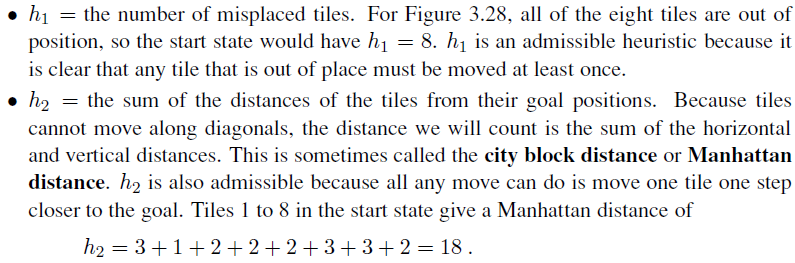 • h₁ = the number of misplaced tiles. For Figure 3.28, all of the eight tiles are out of
position, so the start state would have h₁ = 8. h₁ is an admissible heuristic because it
is clear that any tile that is out of place must be moved at least once.
• h₂ = the sum of the distances of the tiles from their goal positions. Because tiles
cannot move along diagonals, the distance we will count is the sum of the horizontal
and vertical distances. This is sometimes called the city block distance or Manhattan
distance. h₂ is also admissible because all any move can do is move one tile one step
closer to the goal. Tiles 1 to 8 in the start state give a Manhattan distance of
h₂ = 3 + 1 + 2 + 2 + 2 + 3 + 3 + 2 = 18 .